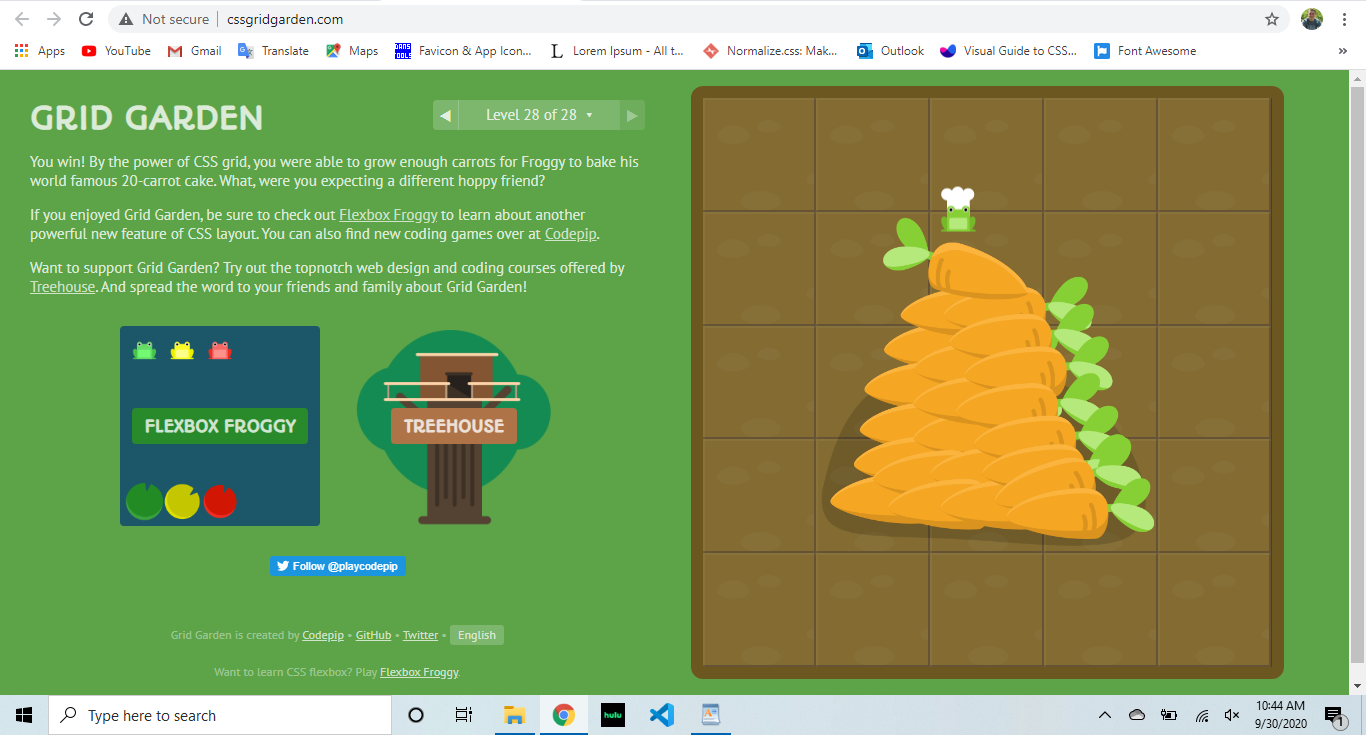 Not secure | cssgridgarden.com
Apps YouTube Gmail Translate Maps DANS TOOLS Favicon & App Icon... L Lorem Ipsum - All t... Normalize.css: Mak... Outlook Visual Guide to CSS... Font Awesome »
GRID GARDEN
◀ Level 28 of 28 ▾ ▶
You win! By the power of CSS grid, you were able to grow enough carrots for Froggy to bake his
world famous 20-carrot cake. What, were you expecting a different hoppy friend?
If you enjoyed Grid Garden, be sure to check out Flexbox Froggy to learn about another
powerful new feature of CSS layout. You can also find new coding games over at Codepip.
Want to support Grid Garden? Try out the topnotch web design and coding courses offered by
Treehouse. And spread the word to your friends and family about Grid Garden!
FLEXBOX FROGGY
TREEHOUSE
Follow @playcodepip
Grid Garden is created by Codepip • GitHub • Twitter • English
Want to learn CSS flexbox? Play Flexbox Froggy.
Type here to search
hulu
10:44 AM
9/30/2020
1